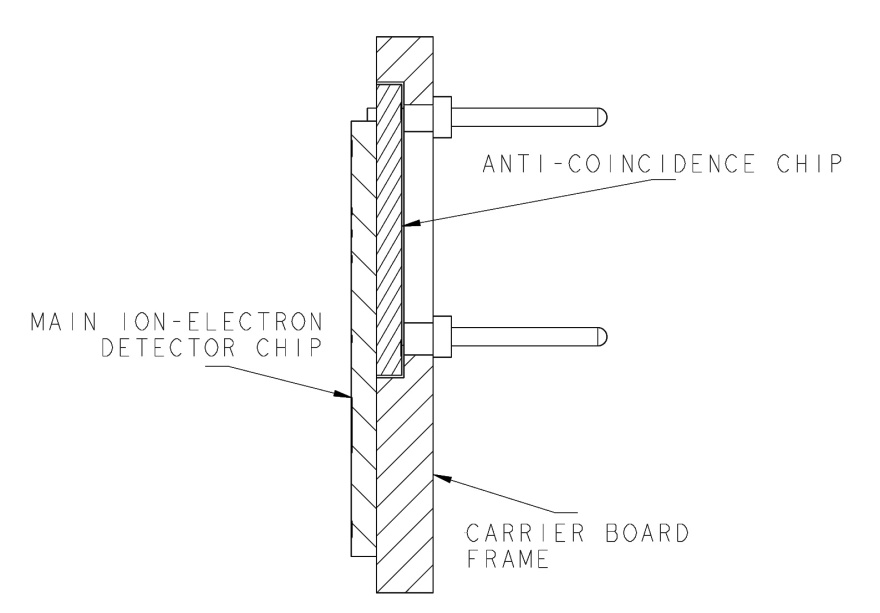 ANTI-COINCIDENCE CHIP
MAIN ION-ELECTRON
DETECTOR CHIP
CARRIER BOARD
FRAME